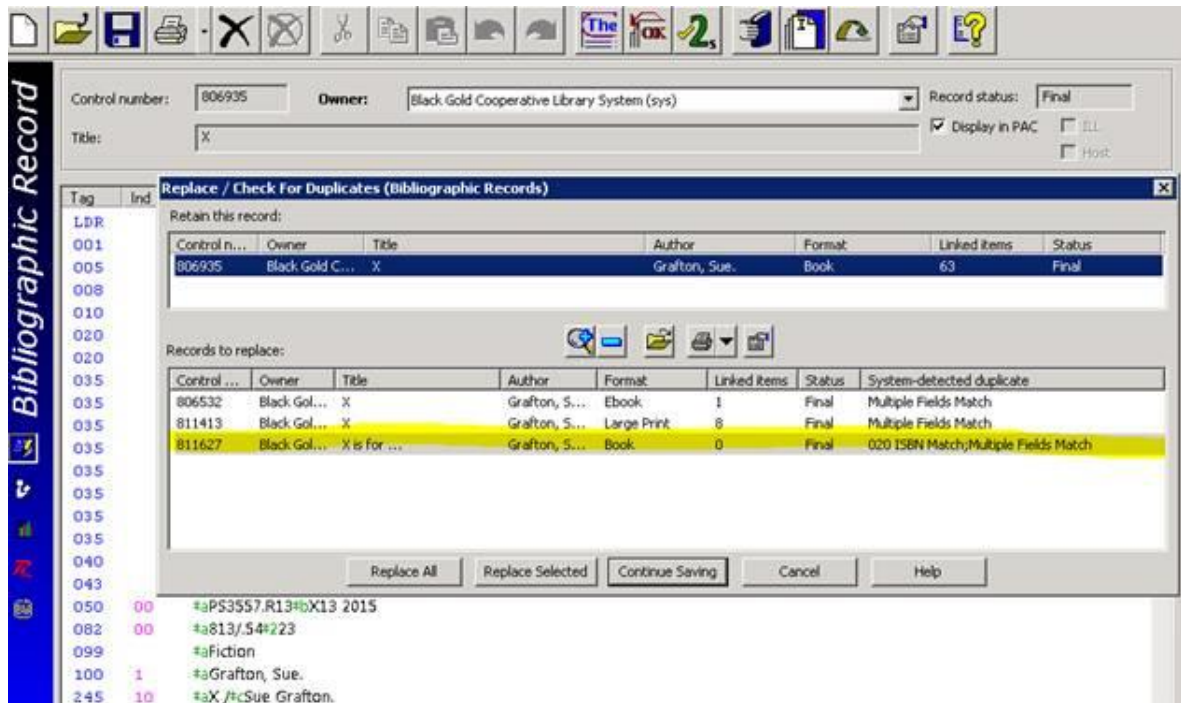 The OK 2s
Control number: 806935 Owner: Black Gold Cooperative Library System (sys) Record status: Final
Title: X Display in PAC ILL
Host
Bibliographic Record
Replace / Check For Duplicates (Bibliographic Records)
Retain this record:
Control n... Owner Title Author Format Linked items Status
806935 Black Gold C... X Grafton, Sue. Book 63 Final
Records to replace:
Control ... Owner Title Author Format Linked items Status System-detected duplicate
806532 Black Gol... X Grafton, S... Ebook 1 Final Multiple Fields Match
811413 Black Gol... X Grafton, S... Large Print 8 Final Multiple Fields Match
811627 Black Gol... X is for ... Grafton, S... Book 0 Final 020 ISBN Match;Multiple Fields Match
Replace All Replace Selected Continue Saving Cancel Help
Tag Ind
LDR
001
005
008
010
020
020
035
035
035
035
035
035
035
035
040
043
050 00 ‡aPS3557.R13‡bX13 2015
082 00 ‡a813/.54‡223
099 ‡aFiction
100 1 ‡aGrafton, Sue.
245 10 ‡aX /‡cSue Grafton.